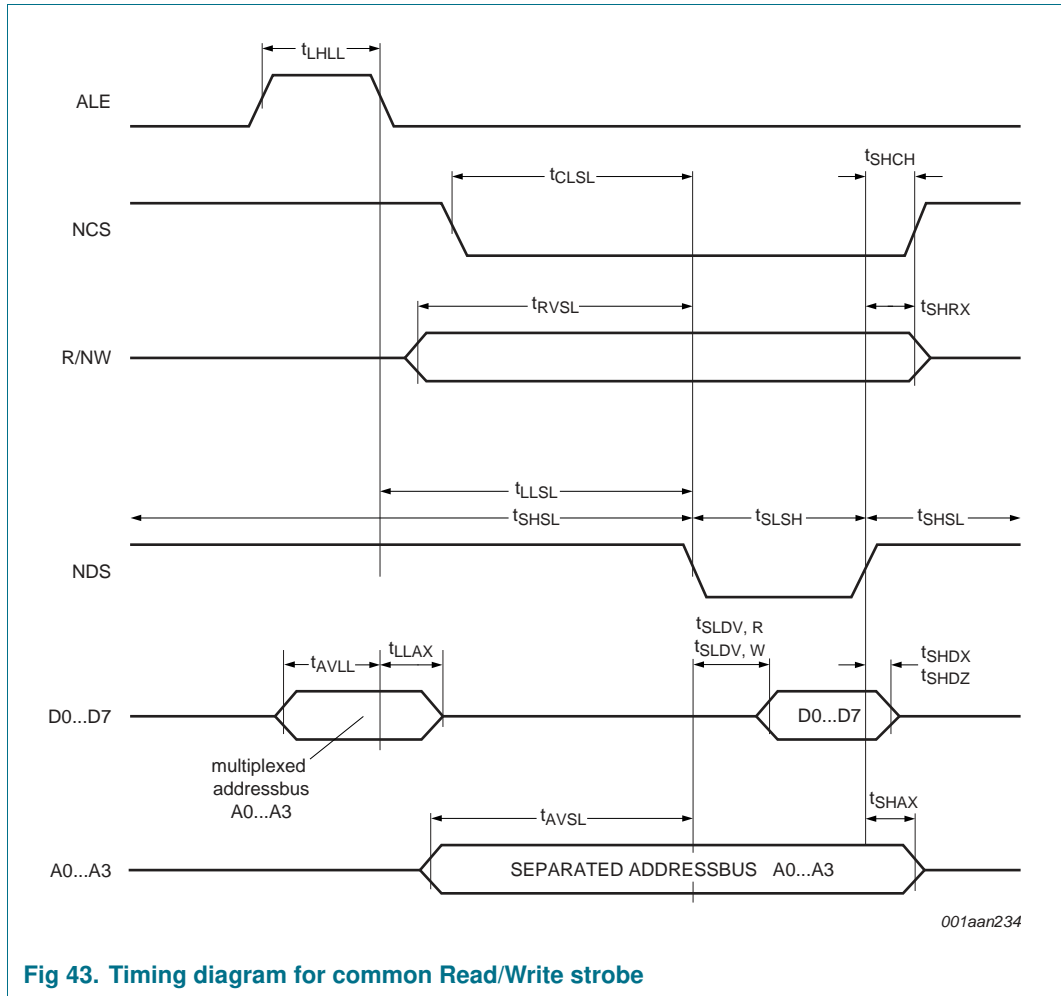 tLHLL
ALE
tSHCH
tCLSL
NCS
tRVSL
tSHRX
R/NW
tLLSL
tSHSL
tSLSH
tSHSL
NDS
tSLDV, R
tSLDV, W
tAVLL
tLLAX
tSHDX
tSHDZ
D0...D7
D0...D7
multiplexed
addressbus
A0...A3
tSHAX
tAVSL
A0...A3
SEPARATED ADDRESSBUS A0...A3
001aan234
Fig 43. Timing diagram for common Read/Write strobe